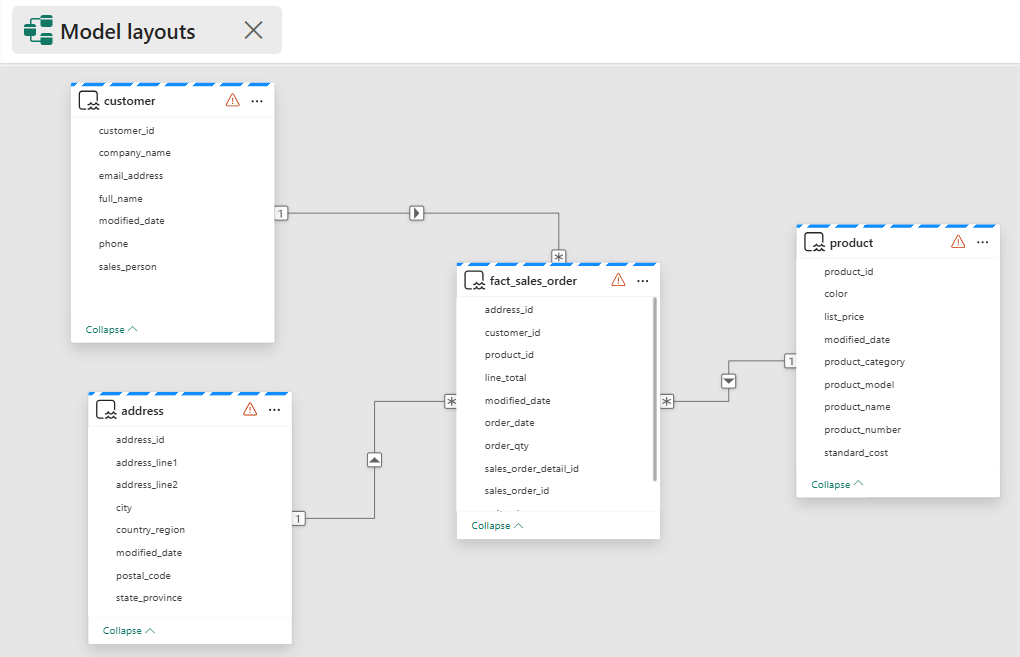 Model layouts
customer
customer_id
company_name
email_address
full_name
modified_date
phone
sales_person
Collapse
1
*
fact_sales_order
address_id
customer_id
product_id
line_total
modified_date
order_date
order_qty
sales_order_detail_id
sales_order_id
Collapse
*
*
product
product_id
color
list_price
modified_date
product_category
product_model
product_name
product_number
standard_cost
Collapse
1
address
address_id
address_line1
address_line2
city
country_region
modified_date
postal_code
state_province
Collapse
1